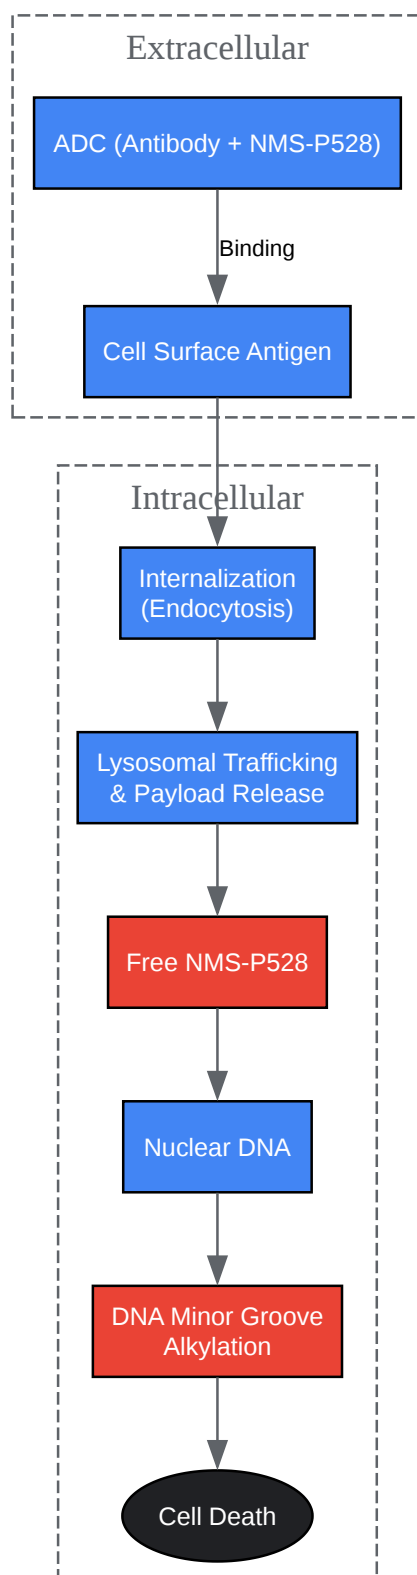 Extracellular
ADC (Antibody + NMS-P528)
Binding
Cell Surface Antigen
Intracellular
Internalization
(Endocytosis)
Lysosomal Trafficking
& Payload Release
Free NMS-P528
Nuclear DNA
DNA Minor Groove
Alkylation
Cell Death